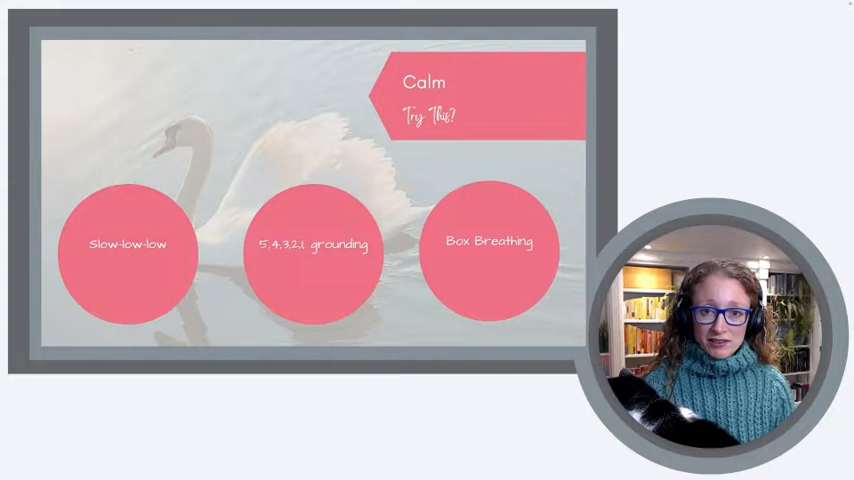 Calm
Try This?
Slow-low-low
5,4,3,2,1, grounding
Box Breathing